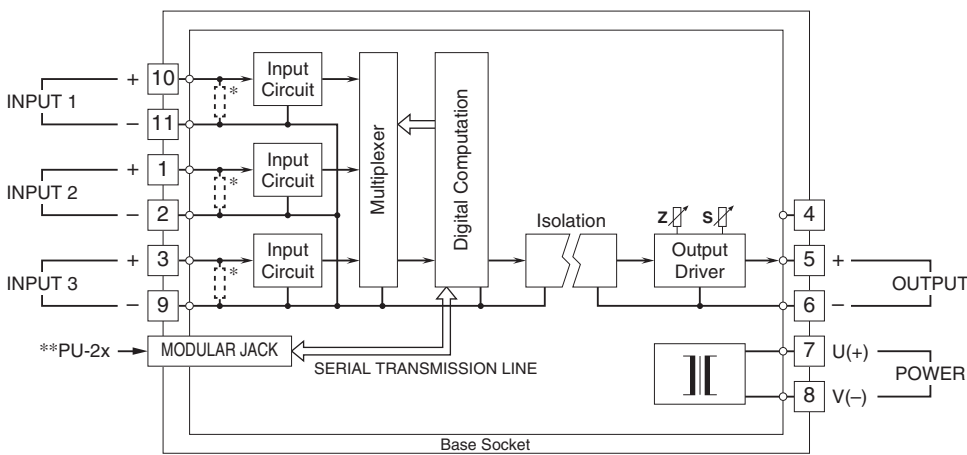 INPUT 1
+ 10
– 11
*
Input
Circuit
INPUT 2
+ 1
– 2
*
Input
Circuit
INPUT 3
+ 3
– 9
*
Input
Circuit
Multiplexer
Digital Computation
Isolation
Z S
Output
Driver
4
5 +
6 –
OUTPUT
7 U(+)
8 V(–)
POWER
**PU-2x
MODULAR JACK
SERIAL TRANSMISSION LINE
Base Socket